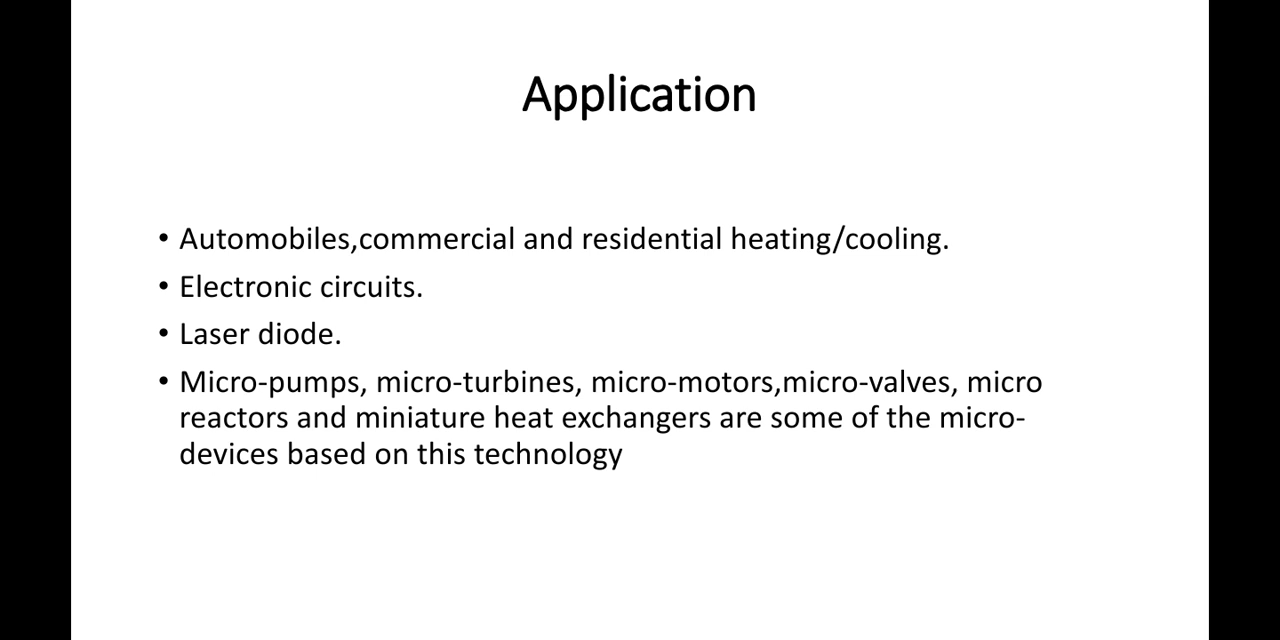 Application
• Automobiles,commercial and residential heating/cooling.
• Electronic circuits.
• Laser diode.
• Micro-pumps, micro-turbines, micro-motors,micro-valves, micro
reactors and miniature heat exchangers are some of the micro-
devices based on this technology